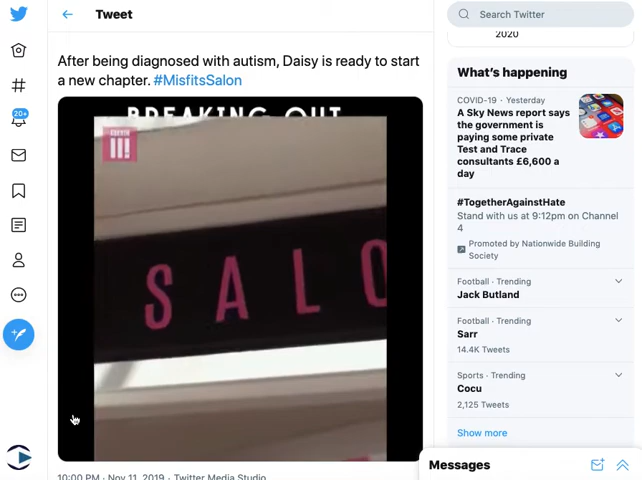 Tweet
Search Twitter
2020
After being diagnosed with autism, Daisy is ready to start
a new chapter. #MisfitsSalon
BREAKING OUT
BBC
III!
SALO
What's happening
COVID-19 · Yesterday
A Sky News report says
the government is
paying some private
Test and Trace
consultants £6,600 a
day
#TogetherAgainstHate
Stand with us at 9:12pm on Channel
4
Promoted by Nationwide Building
Society
Football · Trending
Jack Butland
Football · Trending
Sarr
14.4K Tweets
Sports · Trending
Cocu
2,125 Tweets
Show more
20+
Messages
10:00 PM · Nov 11, 2019 · Twitter Media Studio